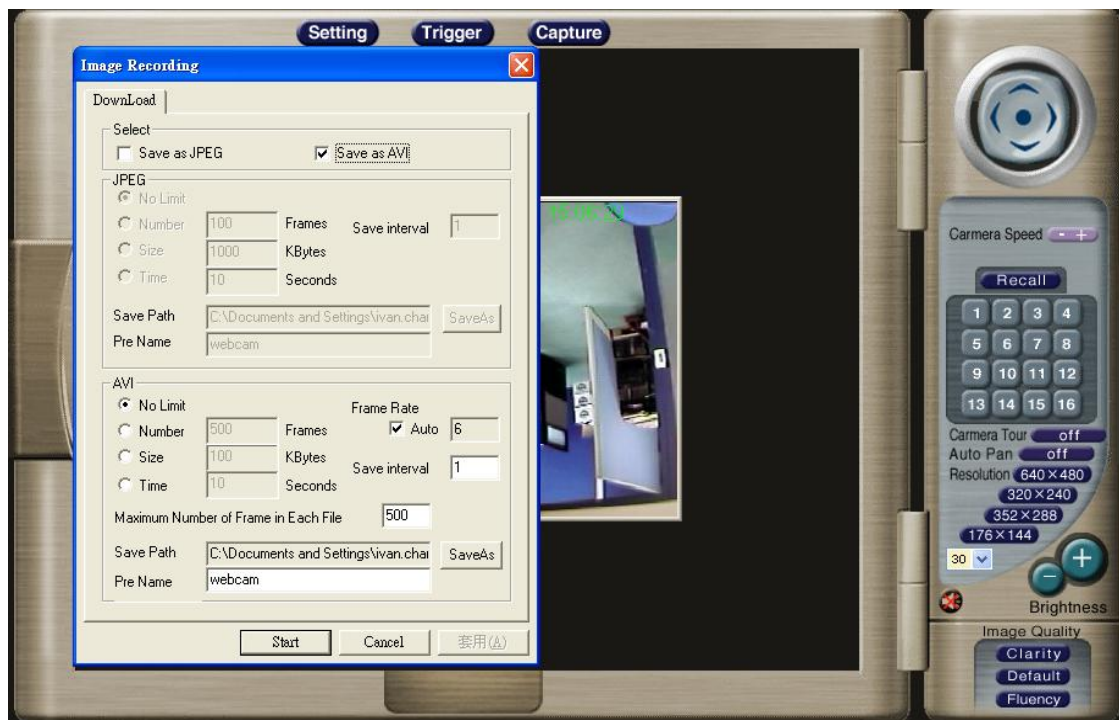 Setting Trigger Capture
Image Recording
DownLoad
Select
Save as JPEG Save as AVI
JPEG
No Limit
Number 100 Frames Save interval 1
Size 1000 KBytes
Time 10 Seconds
Save Path C:\Documents and Settings\ivan.char SaveAs
Pre Name webcam
AVI
No Limit Frame Rate
Number 500 Frames Auto 6
Size 100 KBytes Save interval 1
Time 10 Seconds
Maximum Number of Frame in Each File 500
Save Path C:\Documents and Settings\ivan.char SaveAs
Pre Name webcam
Start Cancel 套用(A)
Carmera Speed - +
Recall
1 2 3 4
5 6 7 8
9 10 11 12
13 14 15 16
Carmera Tour off
Auto Pan off
Resolution 640×480
320×240
352×288
176×144
30
Brightness
Image Quality
Clarity
Default
Fluency